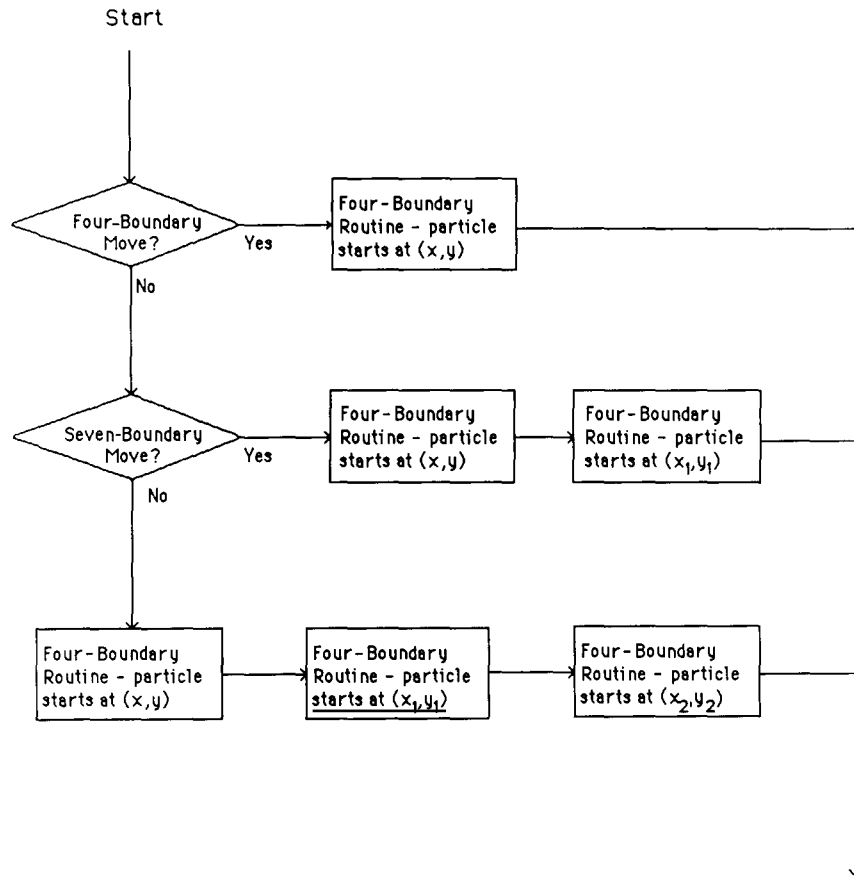 Start
Four-Boundary
Move?
Yes
No
Four-Boundary
Routine - particle
starts at (x,y)
Seven-Boundary
Move?
Yes
No
Four-Boundary
Routine - particle
starts at (x,y)
Four-Boundary
Routine - particle
starts at (x₁,y₁)
Four-Boundary
Routine - particle
starts at (x,y)
Four-Boundary
Routine - particle
starts at (x₁,y₁)
Four-Boundary
Routine - particle
starts at (x₂,y₂)